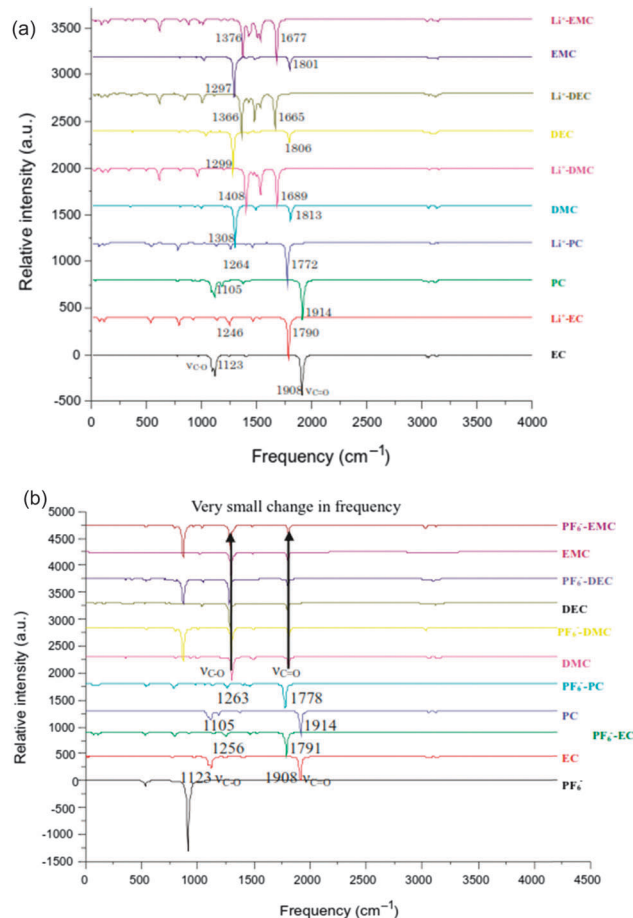 (a)
Relative intensity (a.u.)
3500
3000
2500
2000
1500
1000
500
0
-500
Li⁺-EMC
1376
1677
EMC
1801
1297
Li⁺-DEC
1366
1665
DEC
1806
1299
Li⁺-DMC
1408
1689
DMC
1813
1308
Li⁺-PC
1264
1772
PC
1105
1914
Li⁺-EC
1246
1790
EC
νC-O 1123
1908 νC=O
0 500 1000 1500 2000 2500 3000 3500 4000
Frequency (cm⁻¹)
(b)
Relative intensity (a.u.)
5000
4500
4000
3500
3000
2500
2000
1500
1000
500
0
-500
-1000
-1500
Very small change in frequency
PF₆⁻-EMC
EMC
PF₆⁻-DEC
DEC
PF₆⁻-DMC
DMC
νC-O νC=O
PF₆⁻-PC
1263 1778
PC
1105 1914
PF₆⁻-EC
1256 1791
EC
1123 νC-O 1908 νC=O
PF₆⁻
0 500 1000 1500 2000 2500 3000 3500 4000 4500
Frequency (cm⁻¹)